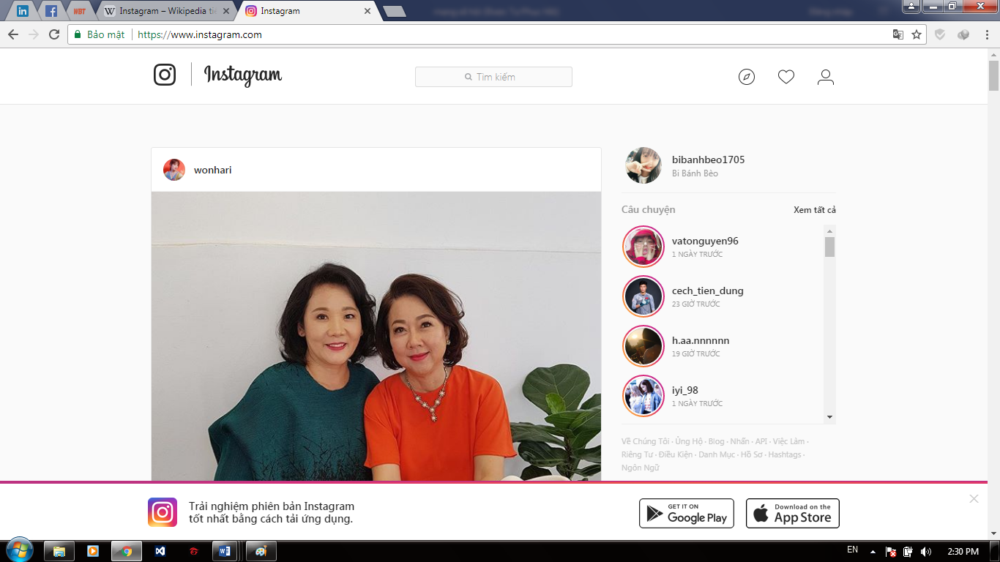 WBT
Instagram – Wikipedia tiế
Instagram
Bảo mật
https://www.instagram.com
Instagram
Tìm kiếm
wonhari
bibanhbeo1705
Bi Bánh Bèo
Câu chuyện
Xem tất cả
vatonguyen96
1 NGÀY TRƯỚC
cech_tien_dung
23 GIỜ TRƯỚC
h.aa.nnnnnn
19 GIỜ TRƯỚC
iyi_98
1 NGÀY TRƯỚC
Về Chúng Tôi · Ủng Hộ · Blog · Nhấn · API · Việc Làm ·
Riêng Tư · Điều Kiện · Danh Mục · Hồ Sơ · Hashtags ·
Ngôn Ngữ
Trải nghiệm phiên bản Instagram
tốt nhất bằng cách tải ứng dụng.
GET IT ON
Google Play
Download on the
App Store
EN
2:30 PM